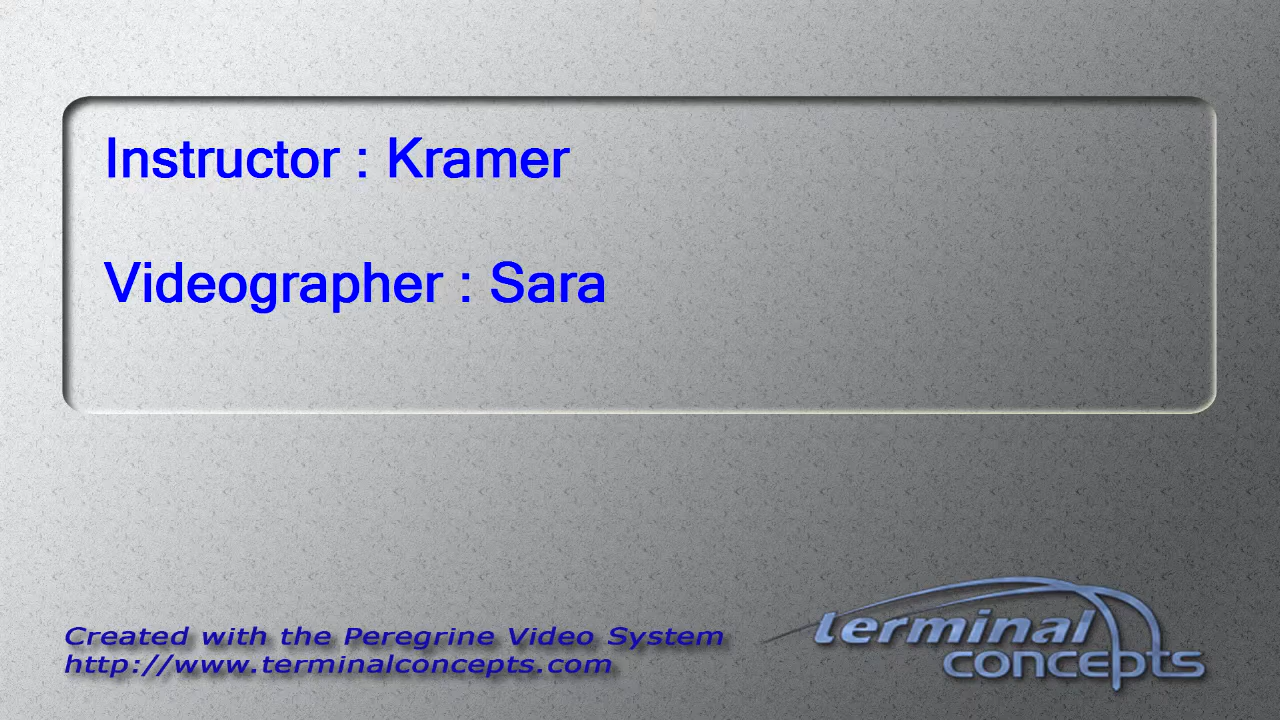 Instructor : Kramer
Videographer : Sara
Created with the Peregrine Video System
http://www.terminalconcepts.com
terminal
concepts